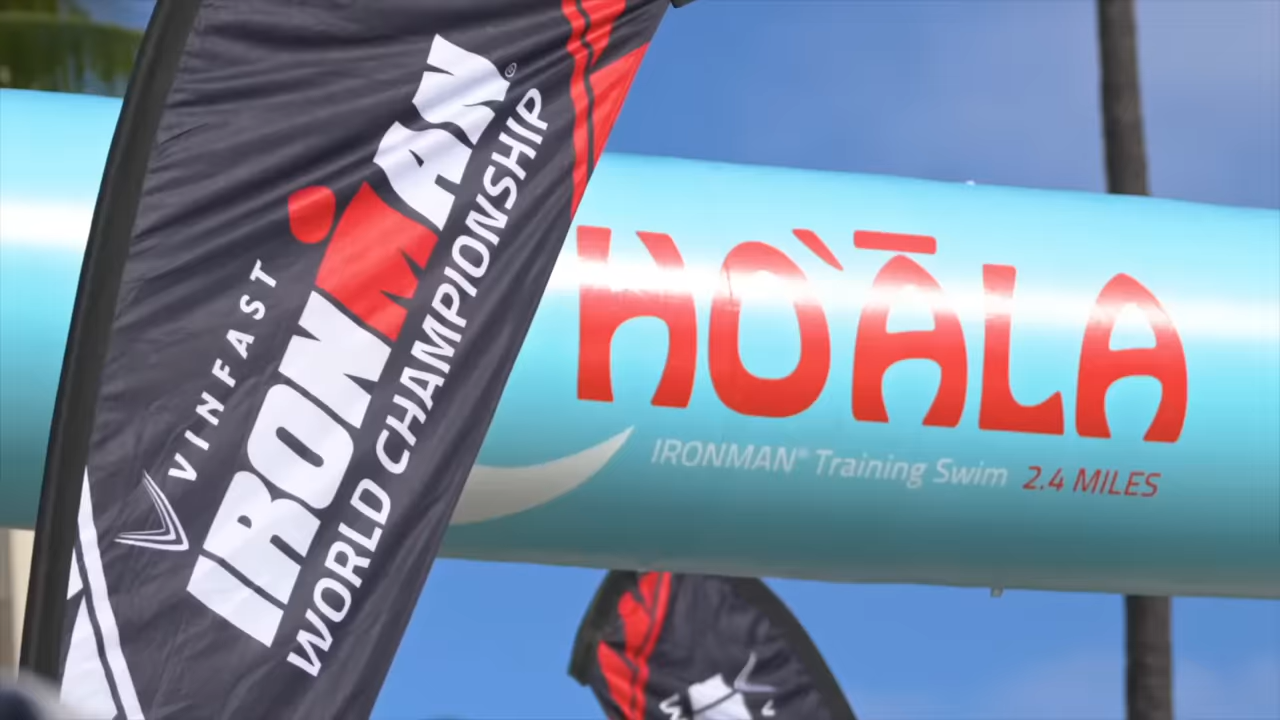 VINFAST
IRONMAN®
WORLD CHAMPIONSHIP
HO`ĀLA
IRONMAN® Training Swim 2.4 MILES